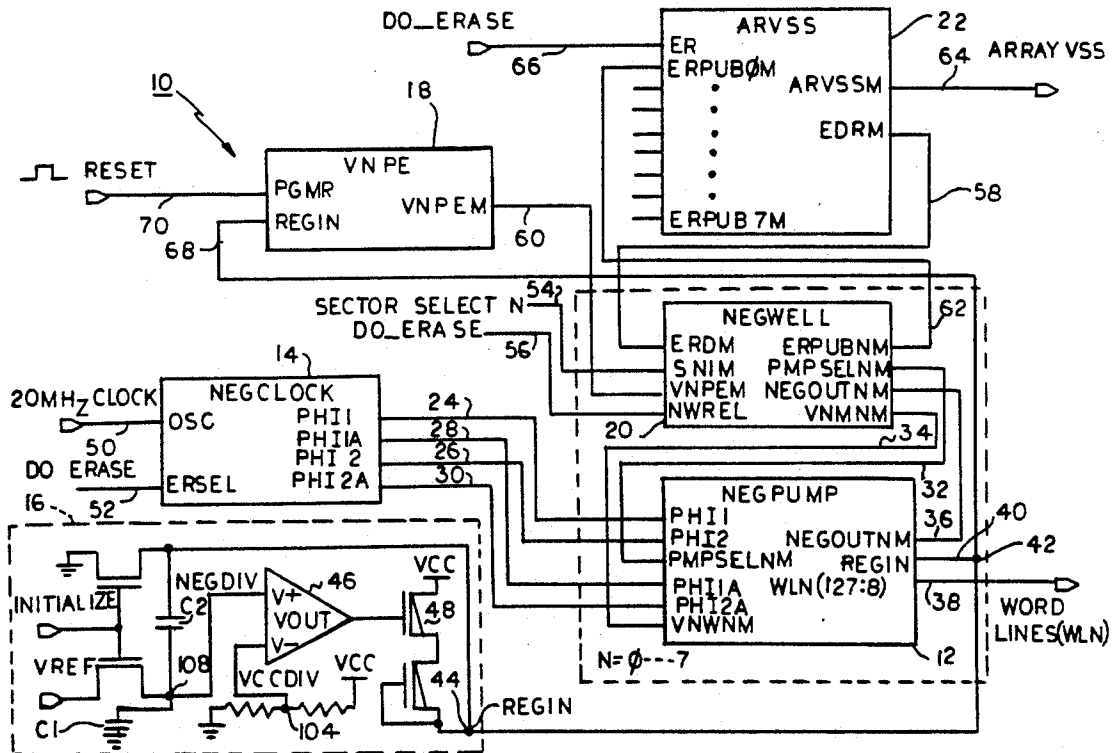 DO_ERASE
66
ARVSS
22
ER
ERPUBØM
ARVSSM
64
ARRAY VSS
EDRM
ERPUB7M
58
10
18
RESET
VNPE
PGMR
REGIN
VNPEM
70
68
60
SECTOR SELECT N
54
DO_ERASE
56
NEGWELL
62
ERDM
ERPUBNM
SNIM
PMPSELNM
VNPEM
NEGOUTNM
NWREL
VNMNM
20
34
32
14
20MHZ CLOCK
NEGCLOCK
OSC
50
PHI1
PHI1A
PHI 2
PHI2A
24
28
26
30
DO ERASE
52
ERSEL
NEGPUMP
PHI1
PHI2
PMPSELNM
NEGOUTNM
36
40
REGIN
42
PHI1A
WLN(127:8)
PHI2A
38
VNWNM
WORD
LINES(WLN)
12
N=Ø---7
16
NEGDIV
46
VCC
INITIALIZE
C2
V+
VOUT
V-
48
VREF
108
VCCDIV
VCC
44
REGIN
C1
104